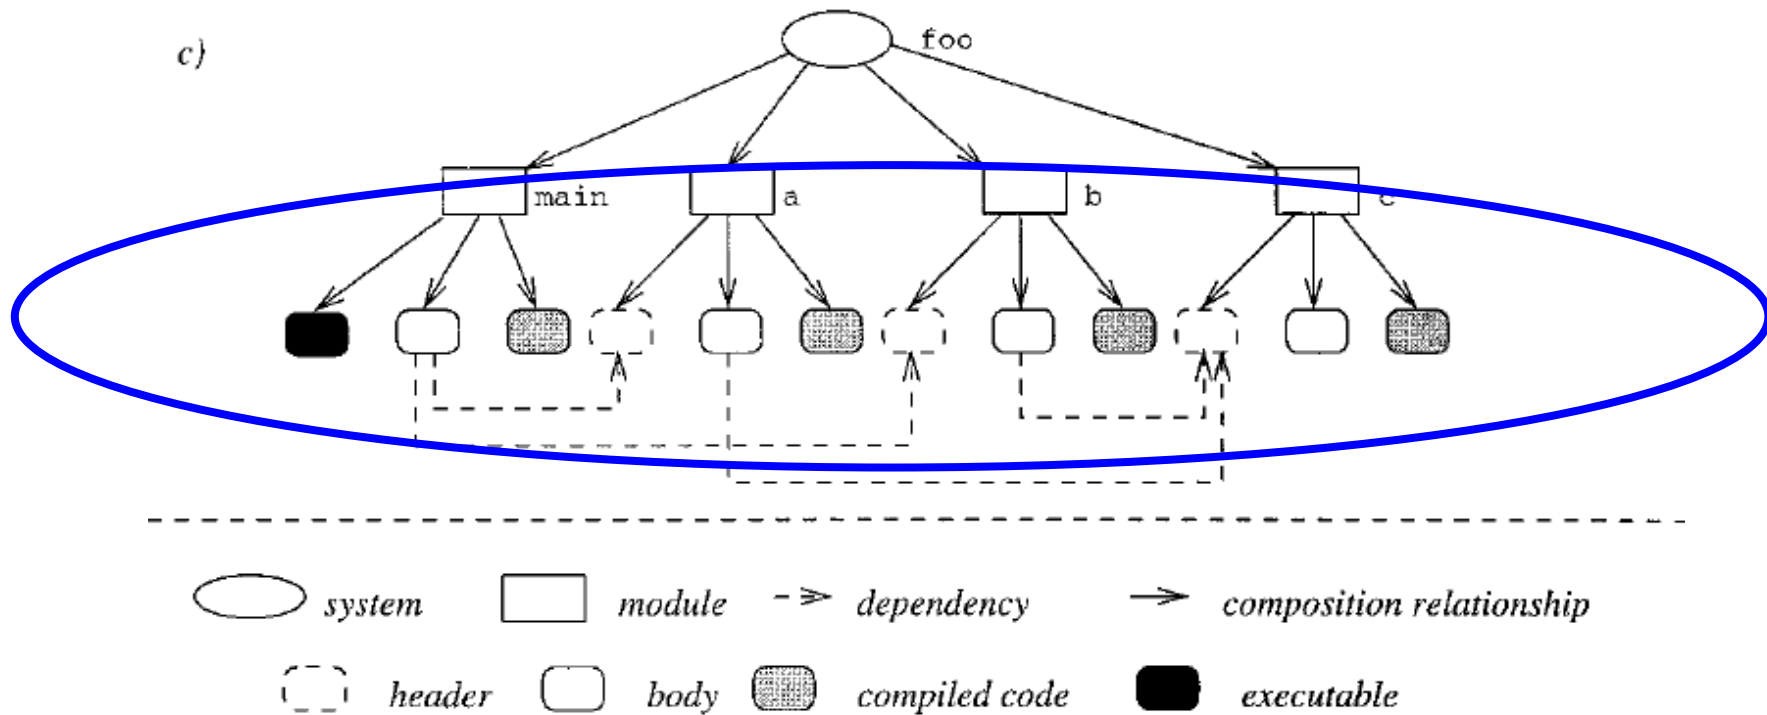 c)
foo
main a b c
system module dependency composition relationship
header body compiled code executable